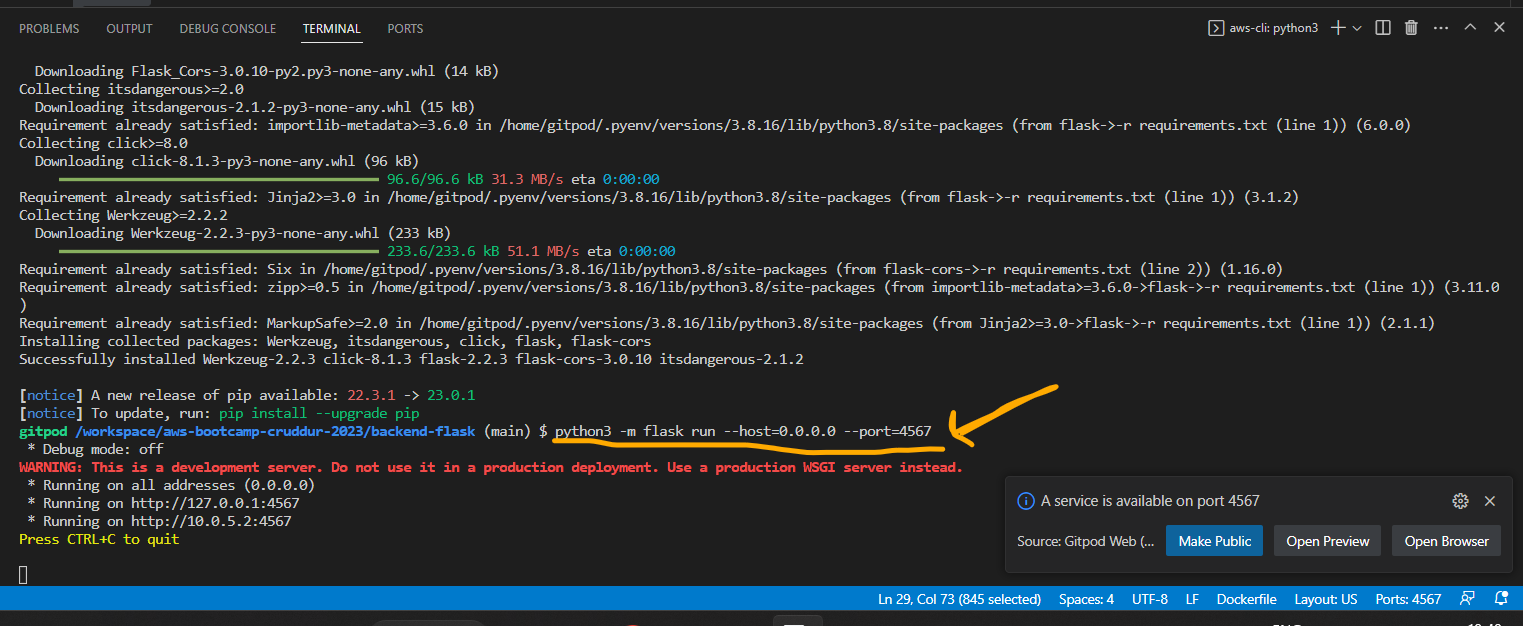 PROBLEMS OUTPUT DEBUG CONSOLE TERMINAL PORTS aws-cli: python3
Downloading Flask_Cors-3.0.10-py2.py3-none-any.whl (14 kB)
Collecting itsdangerous>=2.0
Downloading itsdangerous-2.1.2-py3-none-any.whl (15 kB)
Requirement already satisfied: importlib-metadata>=3.6.0 in /home/gitpod/.pyenv/versions/3.8.16/lib/python3.8/site-packages (from flask->-r requirements.txt (line 1)) (6.0.0)
Collecting click>=8.0
Downloading click-8.1.3-py3-none-any.whl (96 kB)
96.6/96.6 kB 31.3 MB/s eta 0:00:00
Requirement already satisfied: Jinja2>=3.0 in /home/gitpod/.pyenv/versions/3.8.16/lib/python3.8/site-packages (from flask->-r requirements.txt (line 1)) (3.1.2)
Collecting Werkzeug>=2.2.2
Downloading Werkzeug-2.2.3-py3-none-any.whl (233 kB)
233.6/233.6 kB 51.1 MB/s eta 0:00:00
Requirement already satisfied: Six in /home/gitpod/.pyenv/versions/3.8.16/lib/python3.8/site-packages (from flask-cors->-r requirements.txt (line 2)) (1.16.0)
Requirement already satisfied: zipp>=0.5 in /home/gitpod/.pyenv/versions/3.8.16/lib/python3.8/site-packages (from importlib-metadata>=3.6.0->flask->-r requirements.txt (line 1)) (3.11.0
)
Requirement already satisfied: MarkupSafe>=2.0 in /home/gitpod/.pyenv/versions/3.8.16/lib/python3.8/site-packages (from Jinja2>=3.0->flask->-r requirements.txt (line 1)) (2.1.1)
Installing collected packages: Werkzeug, itsdangerous, click, flask, flask-cors
Successfully installed Werkzeug-2.2.3 click-8.1.3 flask-2.2.3 flask-cors-3.0.10 itsdangerous-2.1.2
[notice] A new release of pip available: 22.3.1 -> 23.0.1
[notice] To update, run: pip install --upgrade pip
gitpod /workspace/aws-bootcamp-cruddur-2023/backend-flask (main) $ python3 -m flask run --host=0.0.0.0 --port=4567
* Debug mode: off
WARNING: This is a development server. Do not use it in a production deployment. Use a production WSGI server instead.
* Running on all addresses (0.0.0.0)
* Running on http://127.0.0.1:4567
* Running on http://10.0.5.2:4567
Press CTRL+C to quit
A service is available on port 4567
Source: Gitpod Web (... Make Public Open Preview Open Browser
Ln 29, Col 73 (845 selected) Spaces: 4 UTF-8 LF Dockerfile Layout: US Ports: 4567